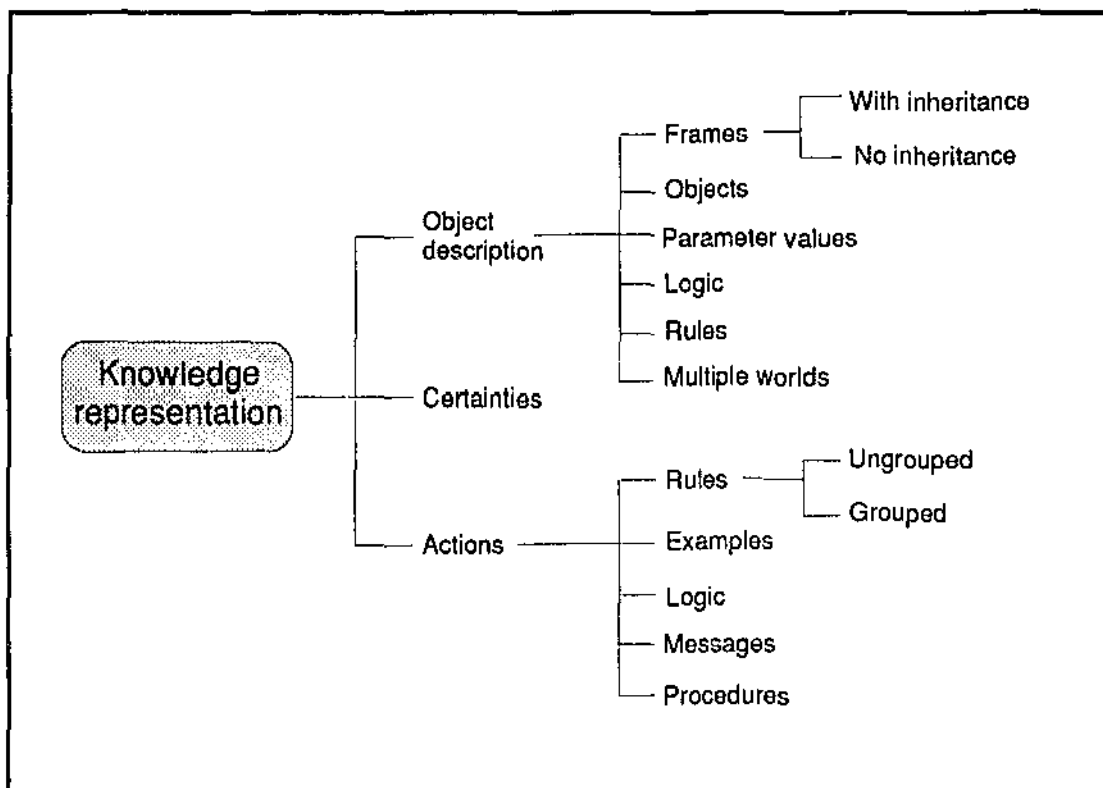 Knowledge
representation
Object
description
Frames
With inheritance
No inheritance
Objects
Parameter values
Logic
Rules
Multiple worlds
Certainties
Actions
Rules
Ungrouped
Grouped
Examples
Logic
Messages
Procedures